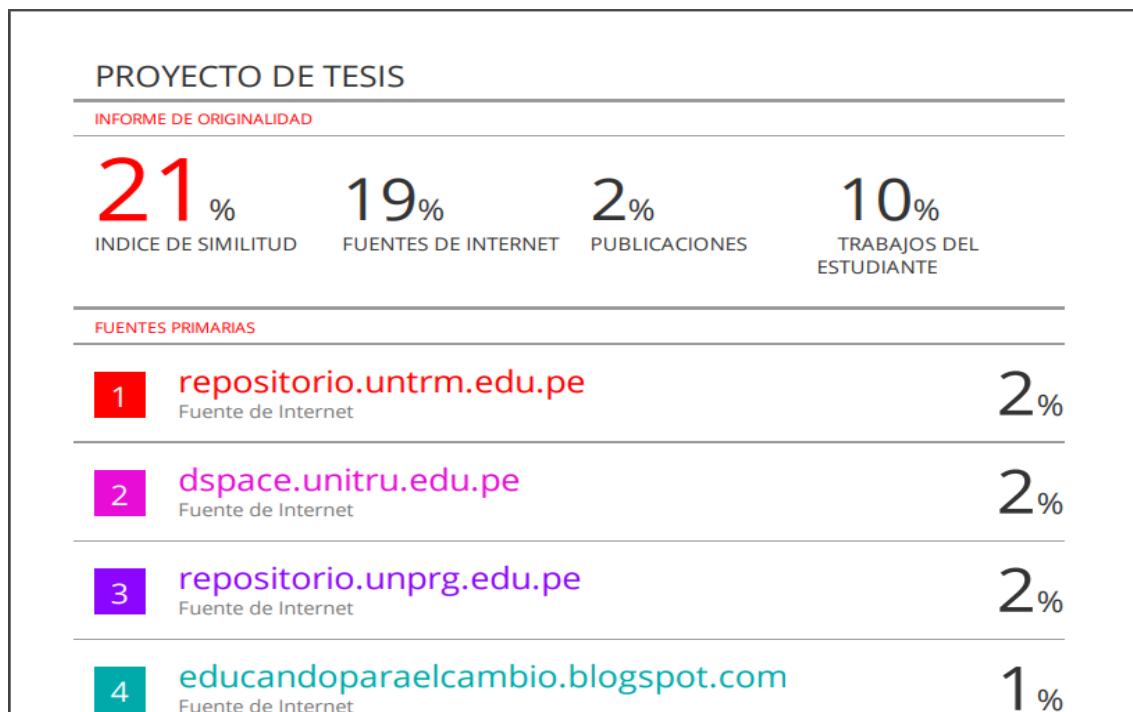 PROYECTO DE TESIS
INFORME DE ORIGINALIDAD
21% 19% 2% 10%
INDICE DE SIMILITUD FUENTES DE INTERNET PUBLICACIONES TRABAJOS DEL
ESTUDIANTE
FUENTES PRIMARIAS
1 repositorio.untrm.edu.pe 2%
Fuente de Internet
2 dspace.unitru.edu.pe 2%
Fuente de Internet
3 repositorio.unprg.edu.pe 2%
Fuente de Internet
4 educandoparaelcambio.blogspot.com 1%
Fuente de Internet